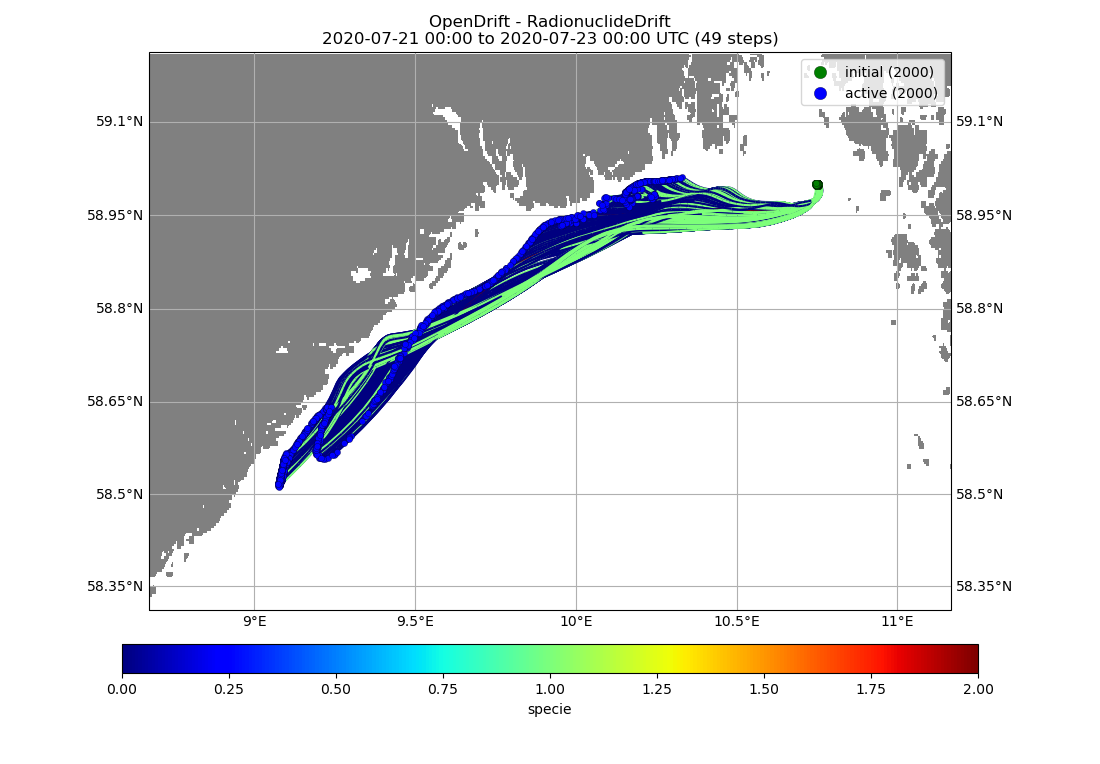 OpenDrift - RadionuclideDrift
2020-07-21 00:00 to 2020-07-23 00:00 UTC (49 steps)
initial (2000)
active (2000)
59.1°N 59.1°N
58.95°N 58.95°N
58.8°N 58.8°N
58.65°N 58.65°N
58.5°N 58.5°N
58.35°N 58.35°N
9°E 9.5°E 10°E 10.5°E 11°E
0.00 0.25 0.50 0.75 1.00 1.25 1.50 1.75 2.00
specie